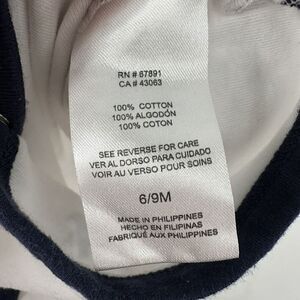 RN # 67891
CA # 43063
100% COTTON
100% ALGODÓN
100% COTON
SEE REVERSE FOR CARE
VER AL DORSO PARA CUIDADO
VOIR AU VERSO POUR SOINS
6/9M
MADE IN PHILIPPINES
HECHO EN FILIPINAS
FABRIQUÉ AUX PHILIPPINES